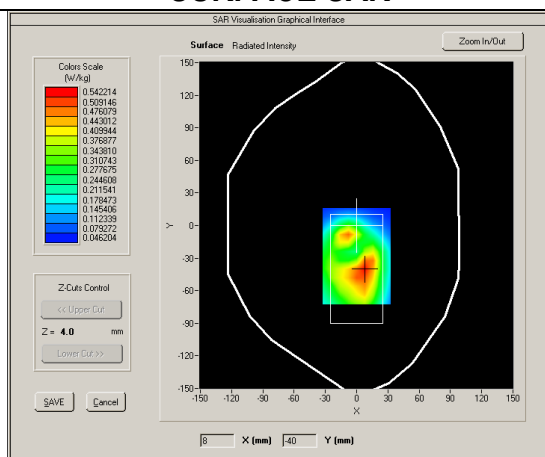 SURFACE SAR
SAR Visualisation Graphical Interface
Surface Radiated Intensity
Zoom In/Out
Colors Scale
(W/kg)
0.542214
0.509146
0.476079
0.443012
0.409944
0.376877
0.343810
0.310743
0.277675
0.244608
0.211541
0.178473
0.145406
0.112339
0.079272
0.046204
150-
120-
90-
60-
30-
0-
-30-
-60-
-90-
-120-
-150-
Y
-150 -120 -90 -60 -30 0 30 60 90 120 150
X
Z-Cuts Control
<< Upper Cut
Z = 4.0 mm
Lower Cut >>
SAVE Cancel
8 X (mm) -40 Y (mm)